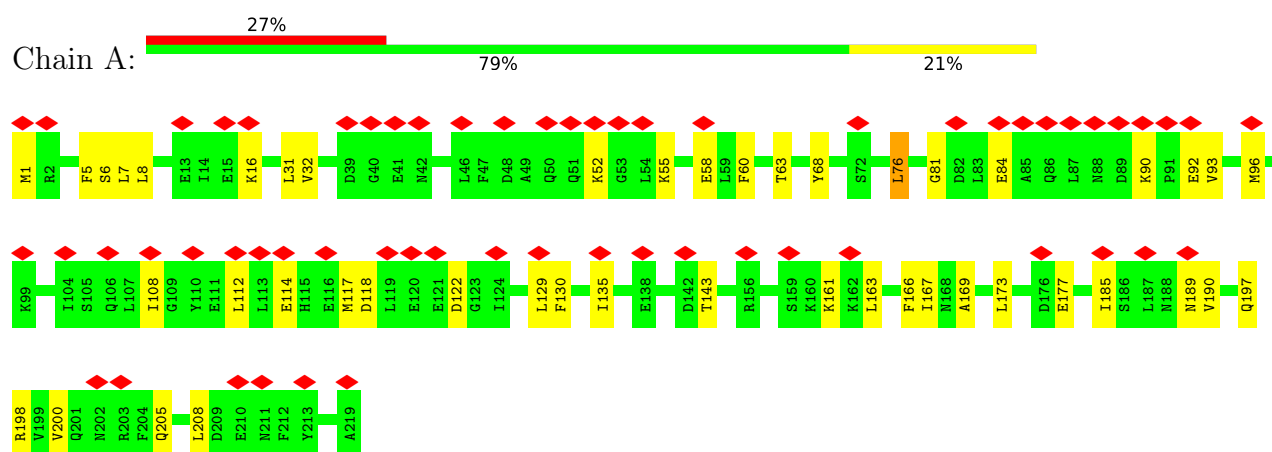 27%
Chain A:
79% 21%
M1 R2 F5 S6 L7 L8 E13 I14 E15 K16 L31 V32 D39 G40 E41 N42 L46 F47 D48 A49 Q50 Q51 K52 G53 L54 K55 E58 L59 F60 T63 Y68 S72 L76 G81 D82 L83 E84 A85 Q86 L87 N88 D89 K90 P91 E92 V93 M96
K99 I104 S105 Q106 L107 I108 G109 Y110 E111 L112 L113 E114 H115 E116 M117 D118 L119 E120 E121 D122 G123 I124 L129 F130 I135 E138 D142 T143 R156 S159 K160 K161 K162 L163 F166 I167 N168 A169 L173 D176 E177 I185 S186 L187 N188 N189 V190 Q197
R198 V199 V200 Q201 N202 R203 F204 Q205 L208 D209 E210 N211 F212 Y213 A219